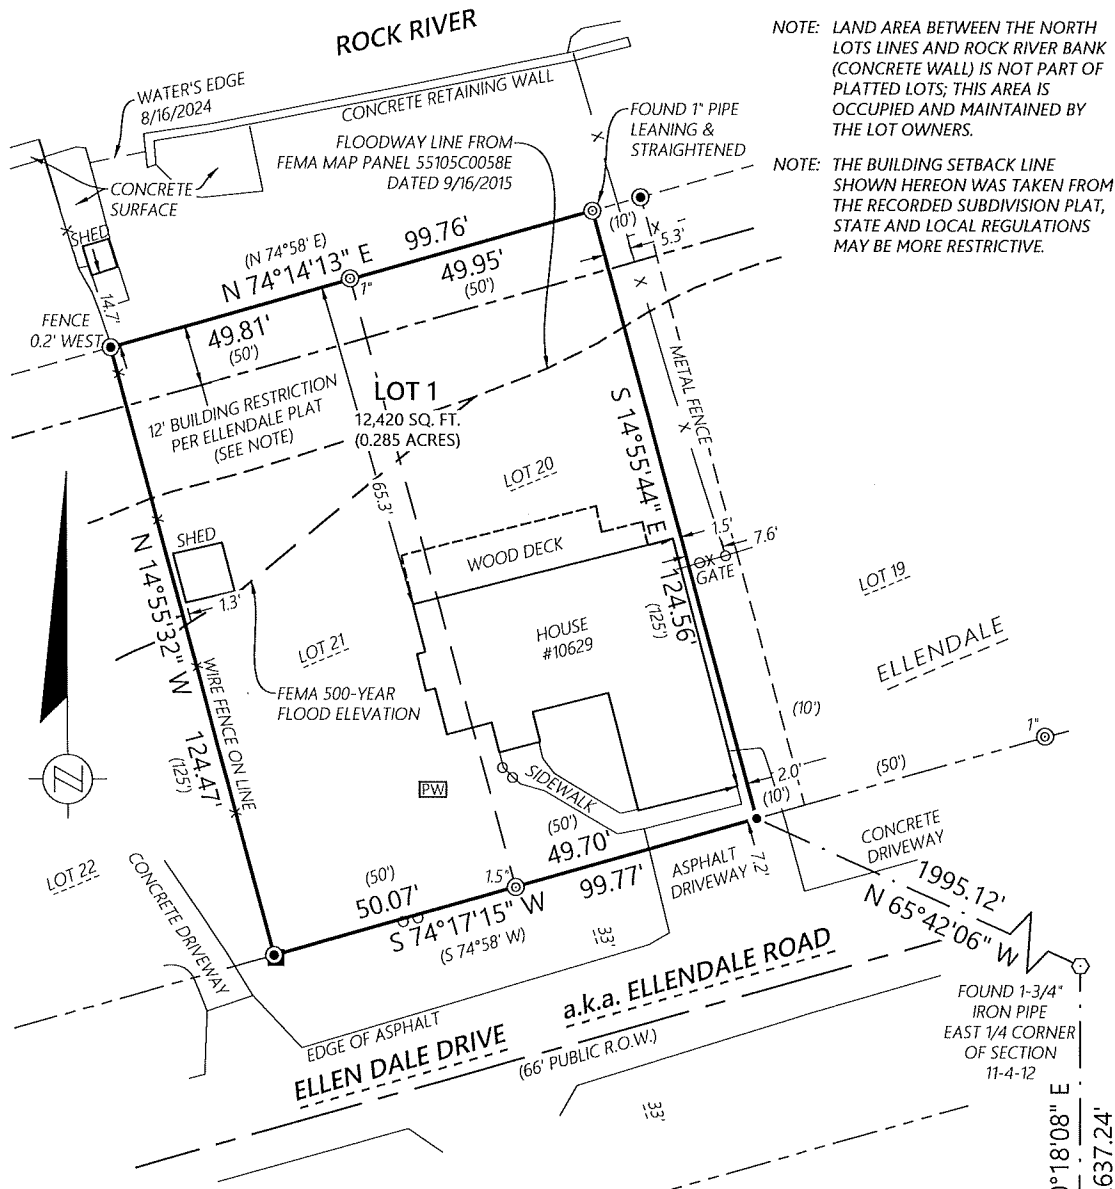 ROCK RIVER
NOTE: LAND AREA BETWEEN THE NORTH
LOTS LINES AND ROCK RIVER BANK
(CONCRETE WALL) IS NOT PART OF
PLATTED LOTS; THIS AREA IS
OCCUPIED AND MAINTAINED BY
THE LOT OWNERS.
NOTE: THE BUILDING SETBACK LINE
SHOWN HEREON WAS TAKEN FROM
THE RECORDED SUBDIVISION PLAT,
STATE AND LOCAL REGULATIONS
MAY BE MORE RESTRICTIVE.
WATER'S EDGE
8/16/2024
CONCRETE RETAINING WALL
FLOODWAY LINE FROM
FEMA MAP PANEL 55105C0058E
DATED 9/16/2015
FOUND 1" PIPE
LEANING &
STRAIGHTENED
CONCRETE
SURFACE
SHED
14.7'
FENCE
0.2' WEST
(N 74°58' E)
N 74°14'13" E
99.76'
49.81'
(50')
1"
49.95'
(50')
(10')
5.3'
12' BUILDING RESTRICTION
PER ELLENDALE PLAT
(SEE NOTE)
LOT 1
12,420 SQ. FT.
(0.285 ACRES)
METAL FENCE
LOT 20
65.3'
S 14°55'44" E
124.56'
(125')
WOOD DECK
1.5'
7.6'
GATE
LOT 19
SHED
1.3'
N 14°55'32" W
124.47'
(125')
WIRE FENCE ON LINE
LOT 21
HOUSE
#10629
ELLENDALE
FEMA 500-YEAR
FLOOD ELEVATION
(10')
1"
(50')
PW
SIDEWALK
2.0'
(10')
LOT 22
CONCRETE DRIVEWAY
(50')
50.07'
1.5"
(50')
49.70'
S 74°17'15" W
99.77'
(S 74°58' W)
ASPHALT
DRIVEWAY
7.2'
CONCRETE
DRIVEWAY
1995.12'
N 65°42'06" W
33'
EDGE OF ASPHALT
ELLEN DALE DRIVE
a.k.a. ELLENDALE ROAD
(66' PUBLIC R.O.W.)
33'
FOUND 1-3/4"
IRON PIPE
EAST 1/4 CORNER
OF SECTION
11-4-12
°18'08" E
637.24'